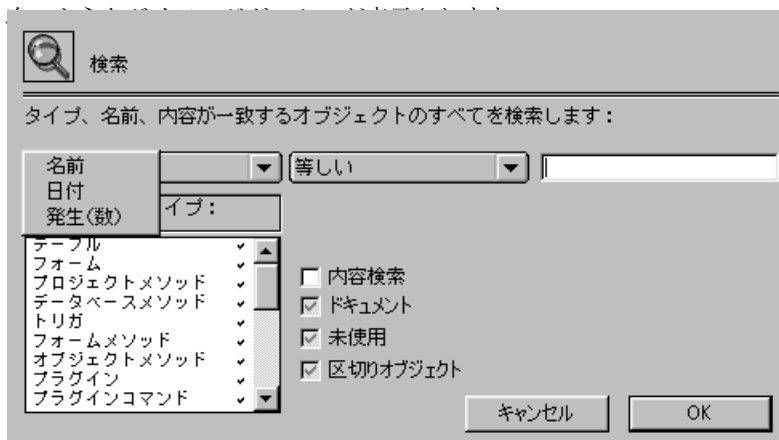 検索
タイプ、名前、内容が一致するオブジェクトのすべてを検索します：
名前
日付
発生(数)
等しい
イプ：
テーブル
フォーム
プロジェクトメソッド
データベースメソッド
トリガ
フォームメソッド
オブジェクトメソッド
プラグイン
プラグインコマンド
内容検索
ドキュメント
未使用
区切りオブジェクト
キャンセル
OK